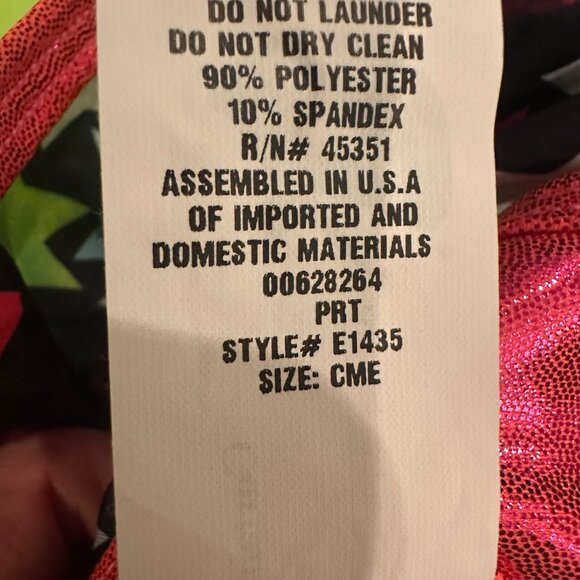 DO NOT LAUNDER
DO NOT DRY CLEAN
90% POLYESTER
10% SPANDEX
R/N# 45351
ASSEMBLED IN U.S.A
OF IMPORTED AND
DOMESTIC MATERIALS
00628264
PRT
STYLE# E1435
SIZE: CME